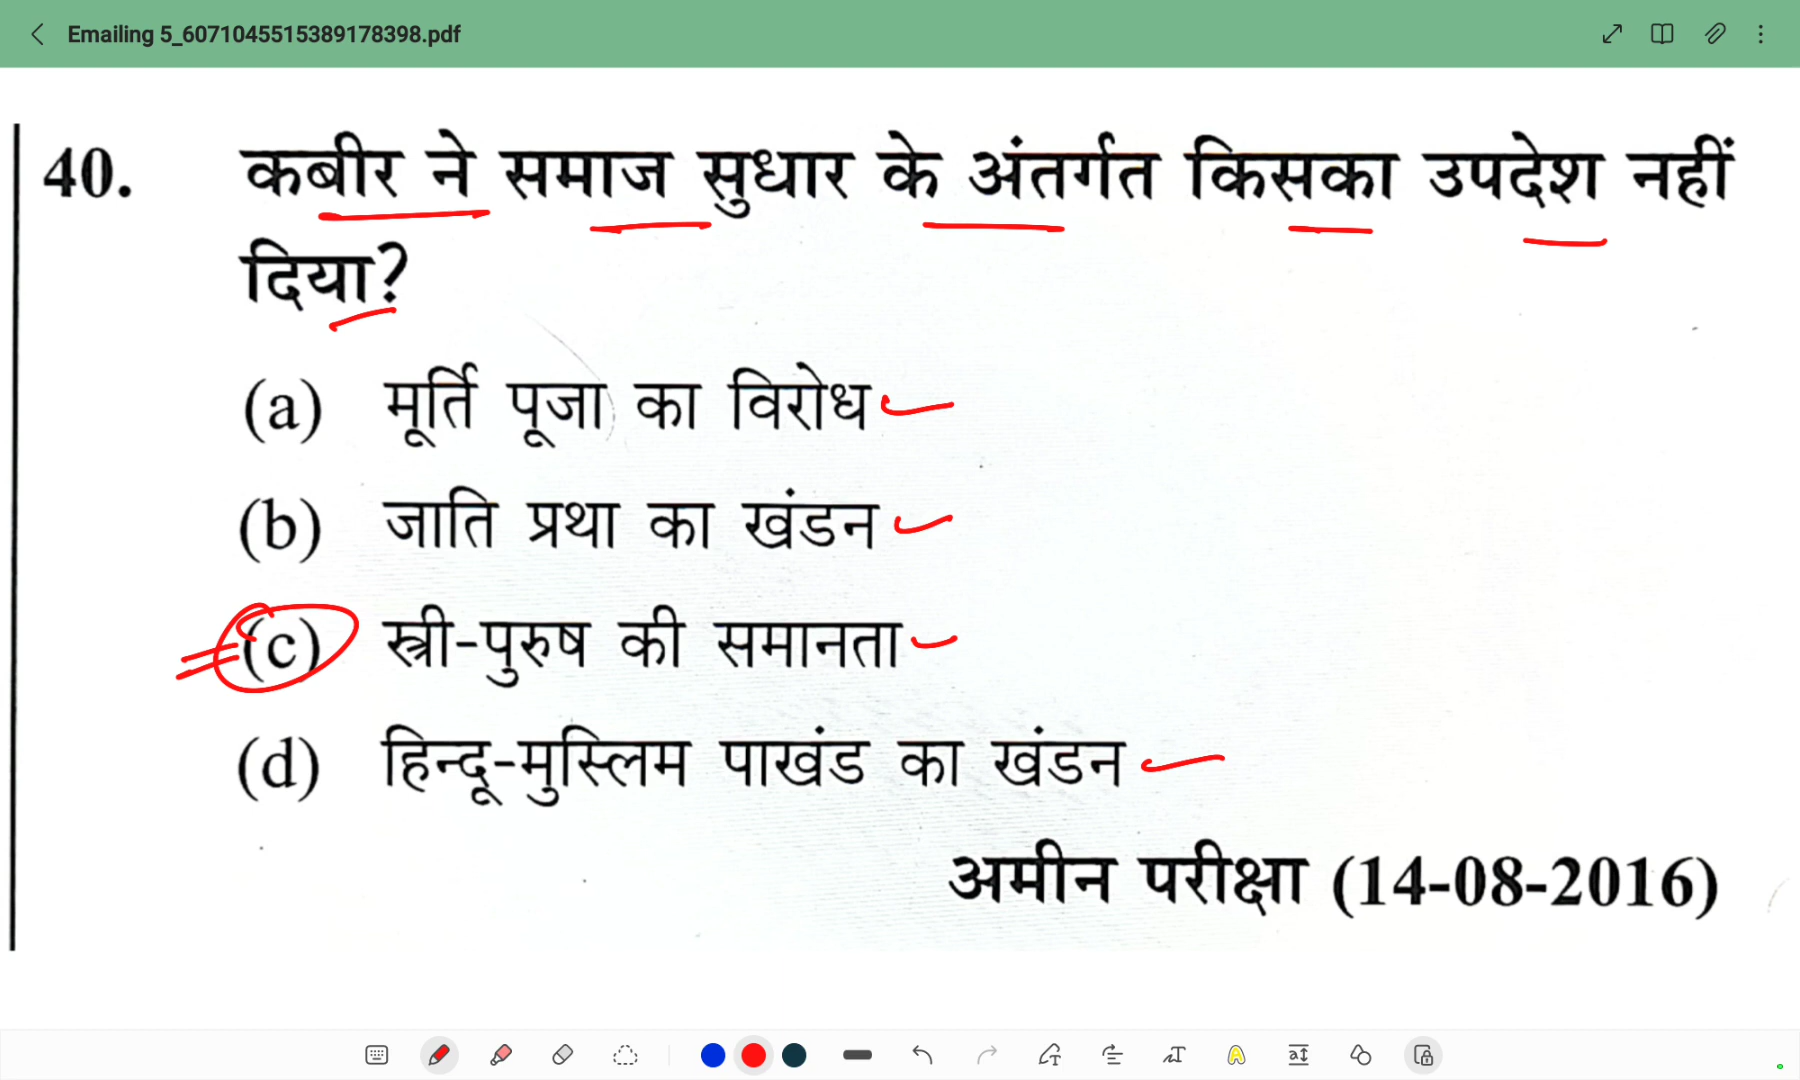 Emailing 5_6071045515389178398.pdf
40. कबीर ने समाज सुधार के अंतर्गत किसका उपदेश नहीं
दिया?
(a) मूर्ति पूजा का विरोध
(b) जाति प्रथा का खंडन
(c) स्त्री-पुरुष की समानता
(d) हिन्दू-मुस्लिम पाखंड का खंडन
अमीन परीक्षा (14-08-2016)